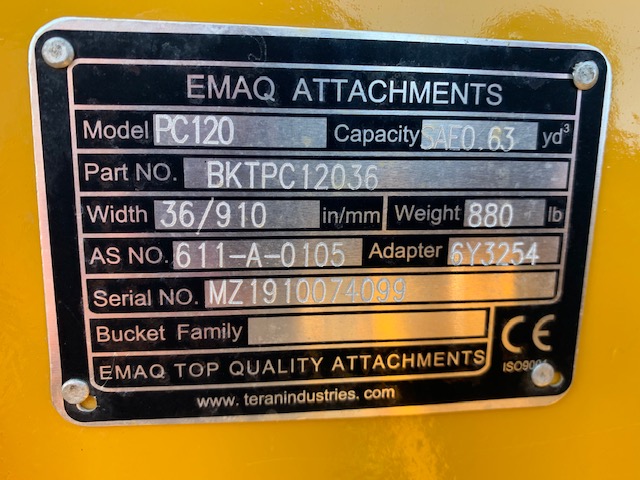 EMAQ ATTACHMENTS
Model PC120 Capacity SAE0.63 yd³
Part NO. BKTPC12036
Width 36/910 in/mm Weight 880 lb
AS NO. 611-A-0105 Adapter 6Y3254
Serial NO. MZ1910074099
Bucket Family
CE
EMAQ TOP QUALITY ATTACHMENTS
ISO9001
www. teranindustries. com